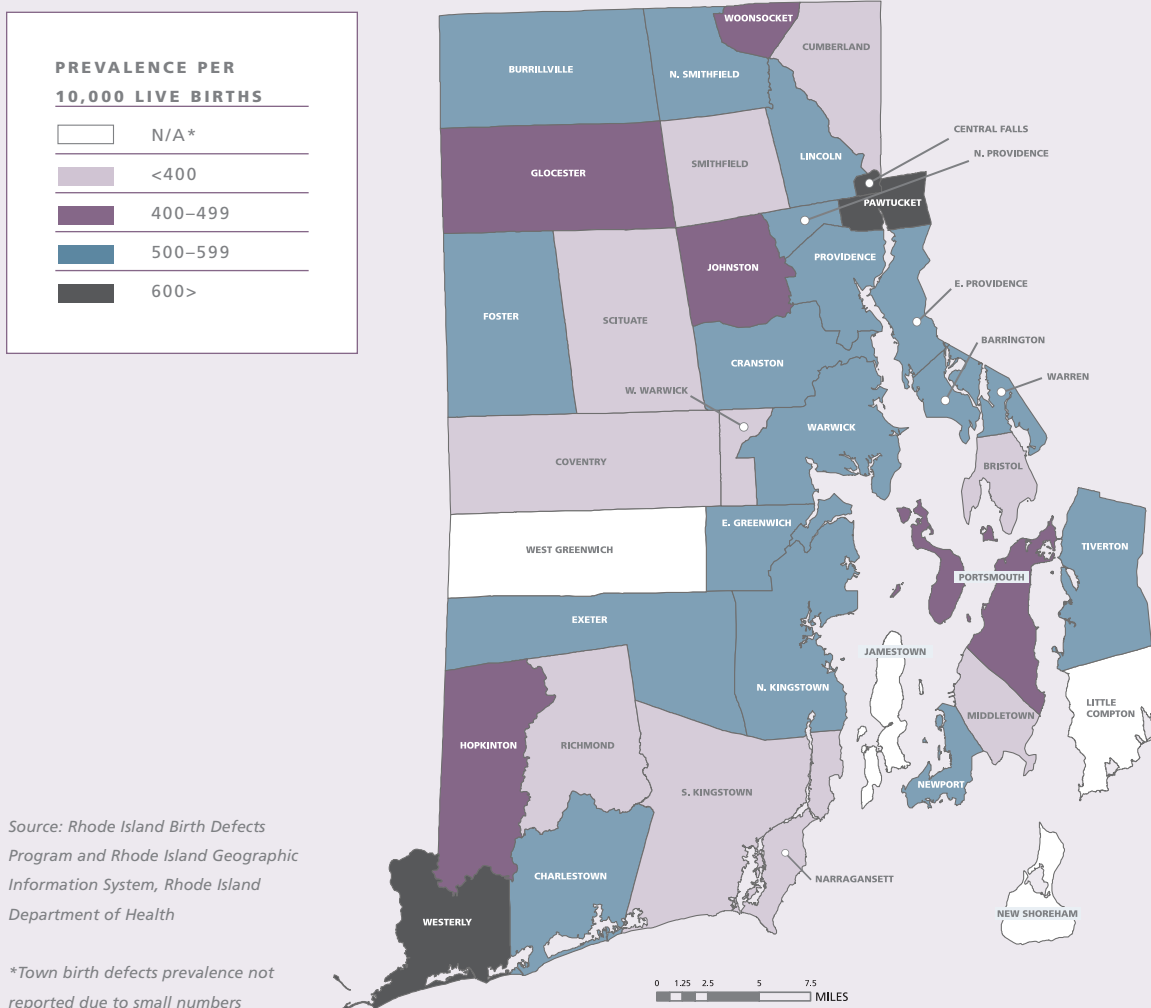 PREVALENCE PER
10,000 LIVE BIRTHS
N/A*
<400
400–499
500–599
600>
WOONSOCKET
CUMBERLAND
BURRILLVILLE
N. SMITHFIELD
CENTRAL FALLS
N. PROVIDENCE
LINCOLN
SMITHFIELD
GLOCESTER
PAWTUCKET
PROVIDENCE
JOHNSTON
E. PROVIDENCE
FOSTER
SCITUATE
BARRINGTON
CRANSTON
WARREN
W. WARWICK
WARWICK
COVENTRY
BRISTOL
E. GREENWICH
WEST GREENWICH
TIVERTON
PORTSMOUTH
EXETER
JAMESTOWN
N. KINGSTOWN
LITTLE
COMPTON
MIDDLETOWN
HOPKINTON
RICHMOND
NEWPORT
S. KINGSTOWN
CHARLESTOWN
NARRAGANSETT
NEW SHOREHAM
WESTERLY
Source: Rhode Island Birth Defects
Program and Rhode Island Geographic
Information System, Rhode Island
Department of Health
*Town birth defects prevalence not
reported due to small numbers
0 1.25 2.5 5 7.5
MILES